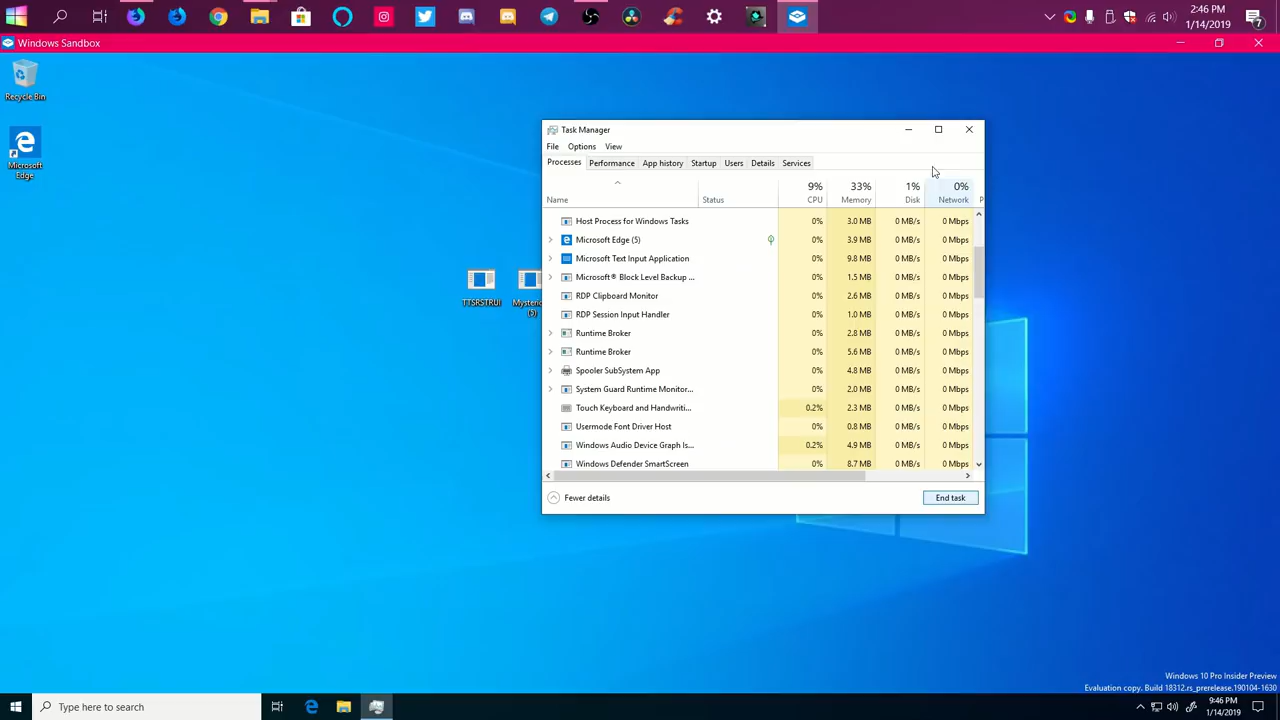 2:46 PM
1/14/2019
7
Windows Sandbox
Recycle Bin
Microsoft
Edge
TTSRSTRUI
(5)
Task Manager
File Options View
Processes Performance App history Startup Users Details Services
9% 33% 1% 0%
Name Status CPU Memory Disk Network P
Host Process for Windows Tasks 0% 3.0 MB 0 MB/s 0 Mbps
Microsoft Edge (5) 0% 3.9 MB 0 MB/s 0 Mbps
Microsoft Text Input Application 0% 9.8 MB 0 MB/s 0 Mbps
Microsoft® Block Level Backup ... 0% 1.5 MB 0 MB/s 0 Mbps
RDP Clipboard Monitor 0% 2.6 MB 0 MB/s 0 Mbps
RDP Session Input Handler 0% 1.0 MB 0 MB/s 0 Mbps
Runtime Broker 0% 2.8 MB 0 MB/s 0 Mbps
Runtime Broker 0% 5.6 MB 0 MB/s 0 Mbps
Spooler SubSystem App 0% 4.8 MB 0 MB/s 0 Mbps
System Guard Runtime Monitor... 0% 2.0 MB 0 MB/s 0 Mbps
Touch Keyboard and Handwriti... 0.2% 2.3 MB 0 MB/s 0 Mbps
Usermode Font Driver Host 0% 0.8 MB 0 MB/s 0 Mbps
Windows Audio Device Graph Is... 0.2% 4.9 MB 0 MB/s 0 Mbps
Windows Defender SmartScreen 0% 8.7 MB 0 MB/s 0 Mbps
Fewer details End task
Windows 10 Pro Insider Preview
Evaluation copy. Build 18312.rs_prerelease.190104-1630
Type here to search
9:46 PM
1/14/2019